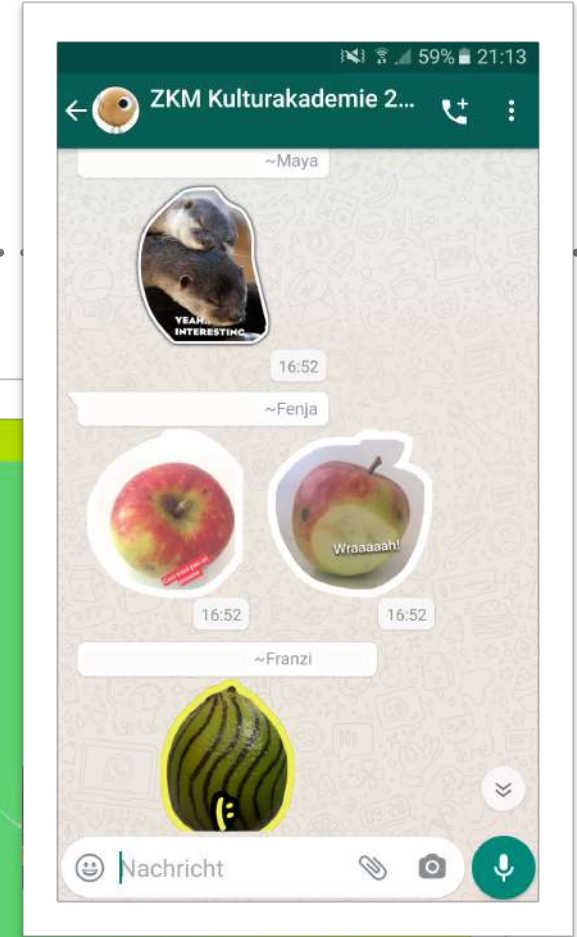 59% 21:13
ZKM Kulturakademie 2...
~Maya
YEAH..
INTERESTING
16:52
~Fenja
Wraaaaah!
16:52 16:52
~Franzi
Nachricht